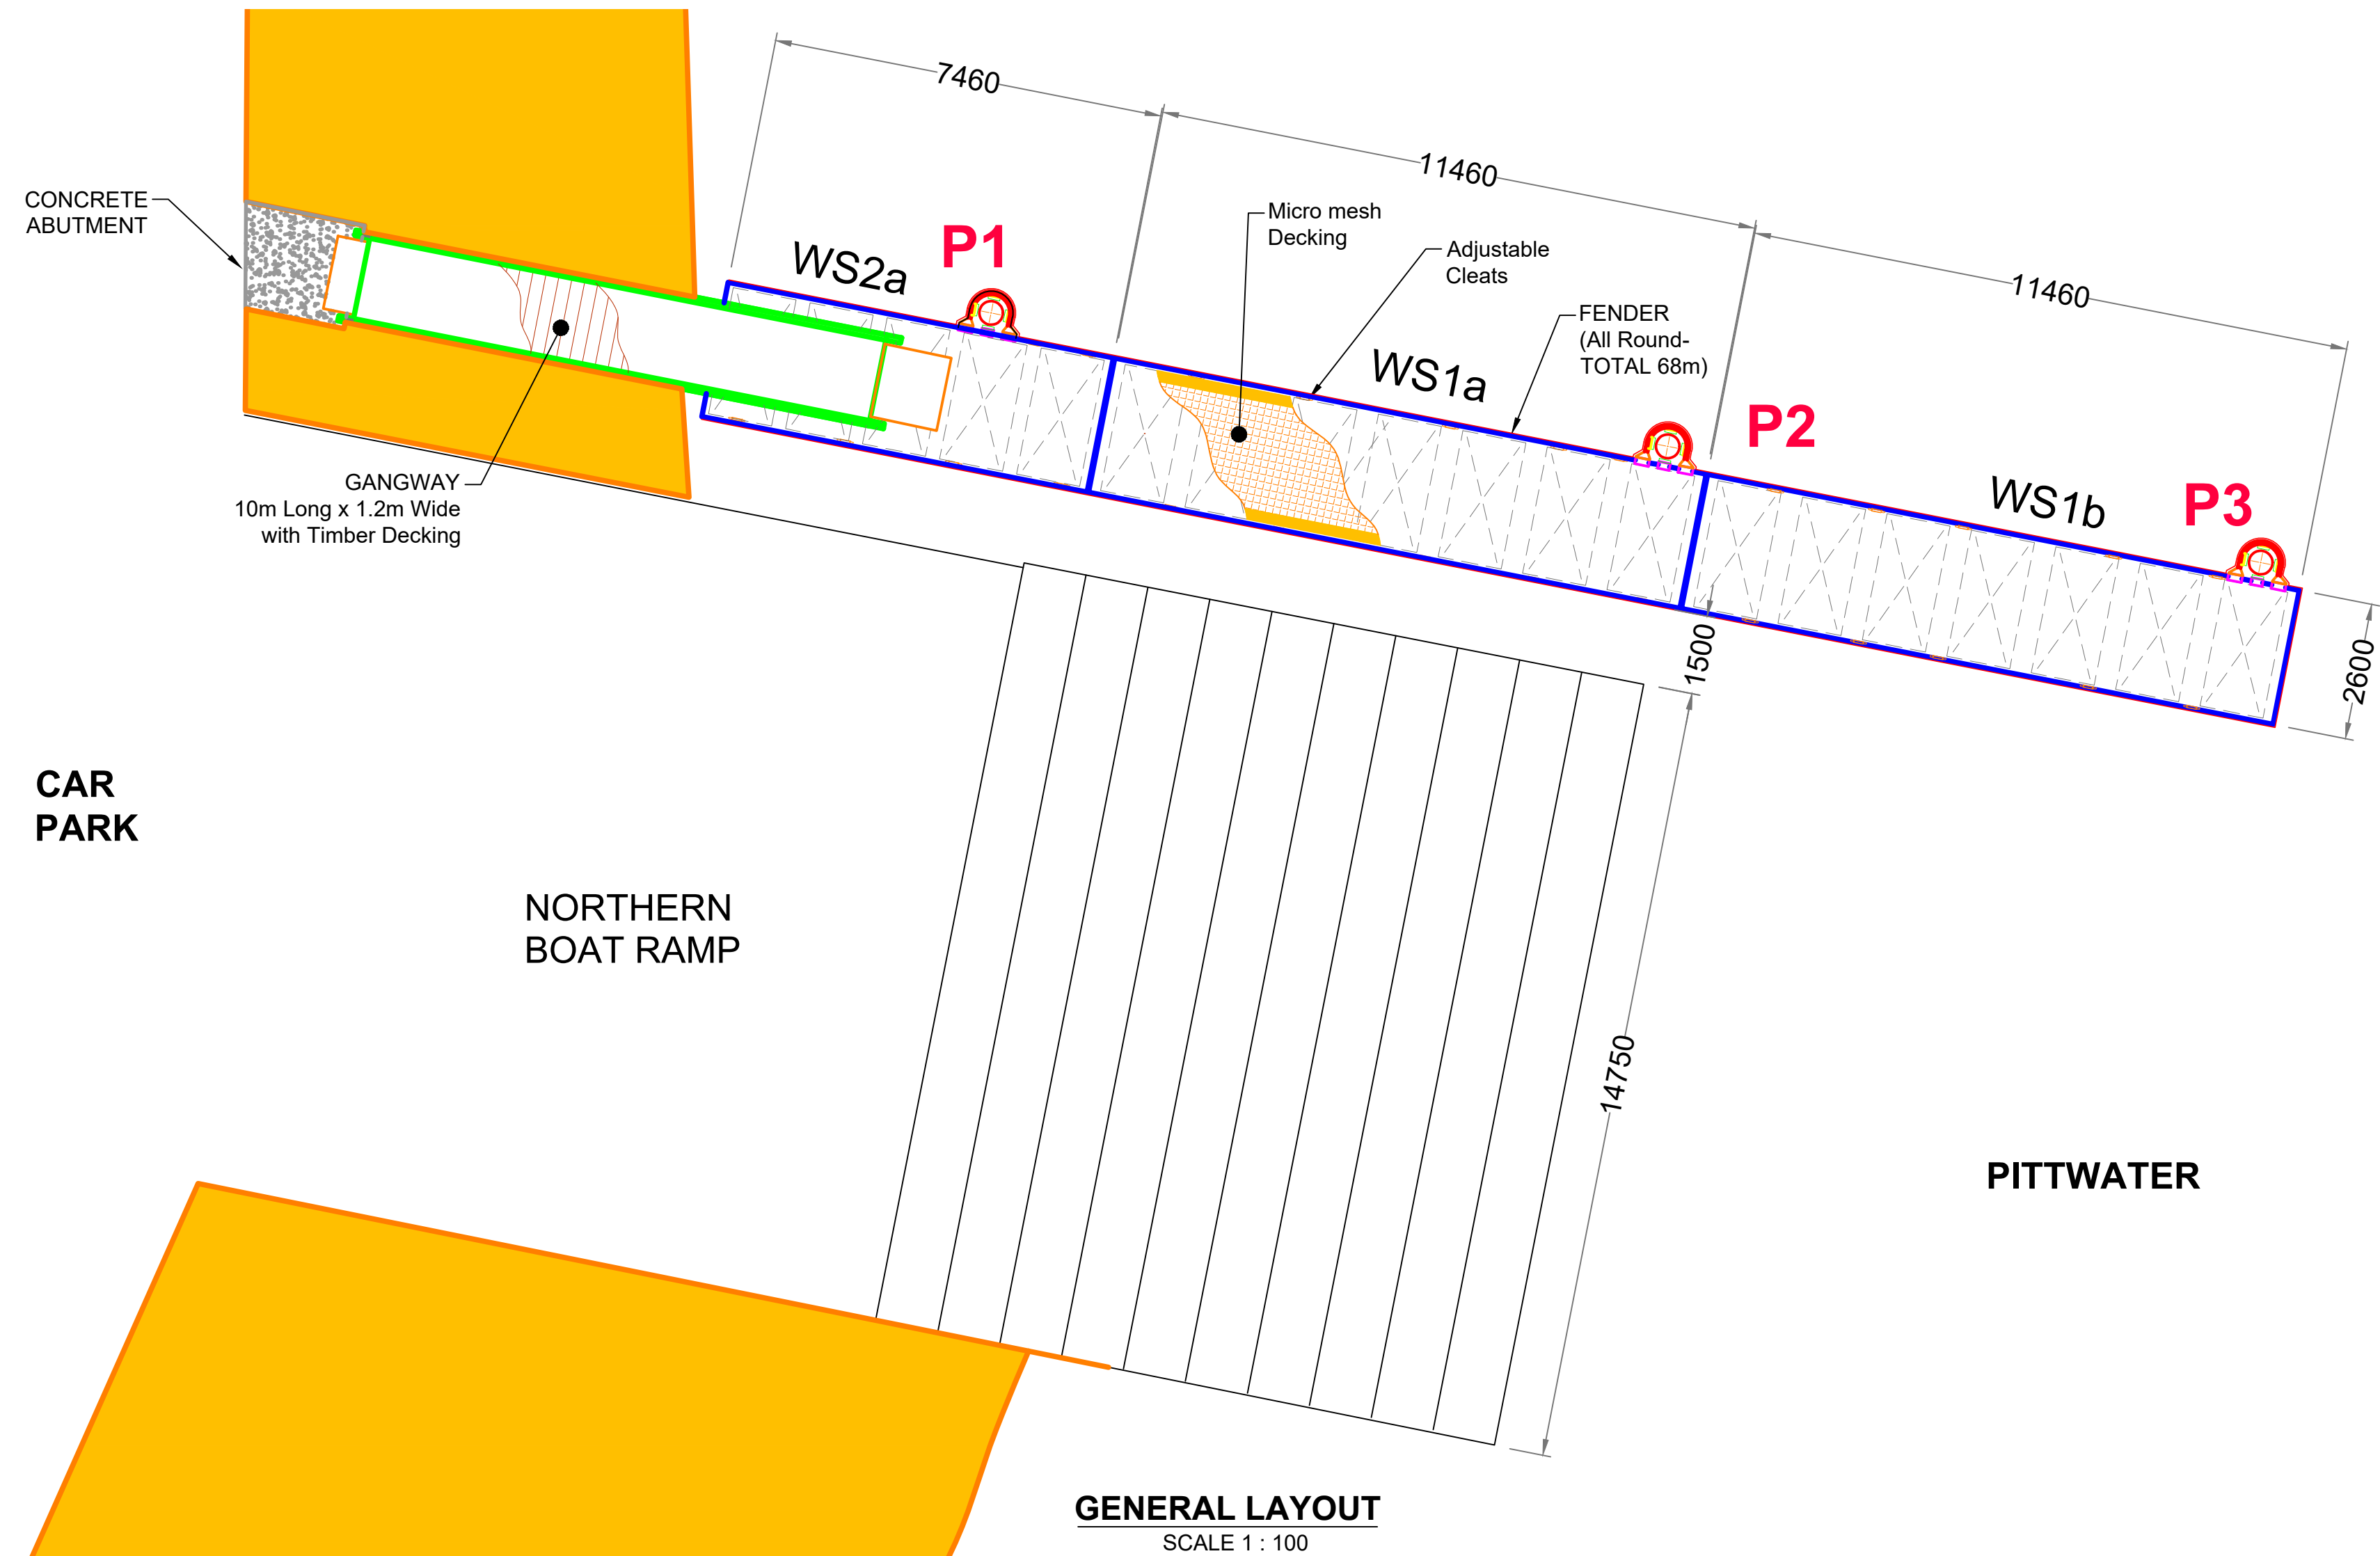 7460
11460
11460
CONCRETE
ABUTMENT
WS2a
P1
Micro mesh
Decking
Adjustable
Cleats
FENDER
(All Round-
TOTAL 68m)
WS1a
P2
WS1b
P3
GANGWAY
10m Long x 1.2m Wide
with Timber Decking
1500
2600
CAR
PARK
NORTHERN
BOAT RAMP
14750
PITTWATER
GENERAL LAYOUT
SCALE 1 : 100